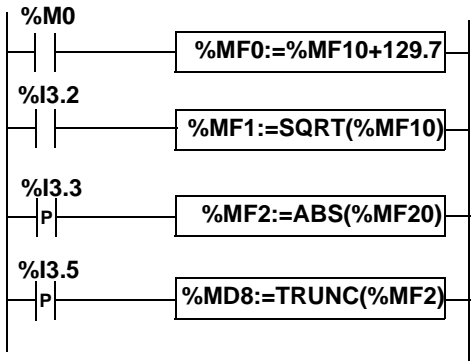 %M0
%MF0:=%MF10+129.7
%I3.2
%MF1:=SQRT(%MF10)
%I3.3
P
%MF2:=ABS(%MF20)
%I3.5
P
%MD8:=TRUNC(%MF2)